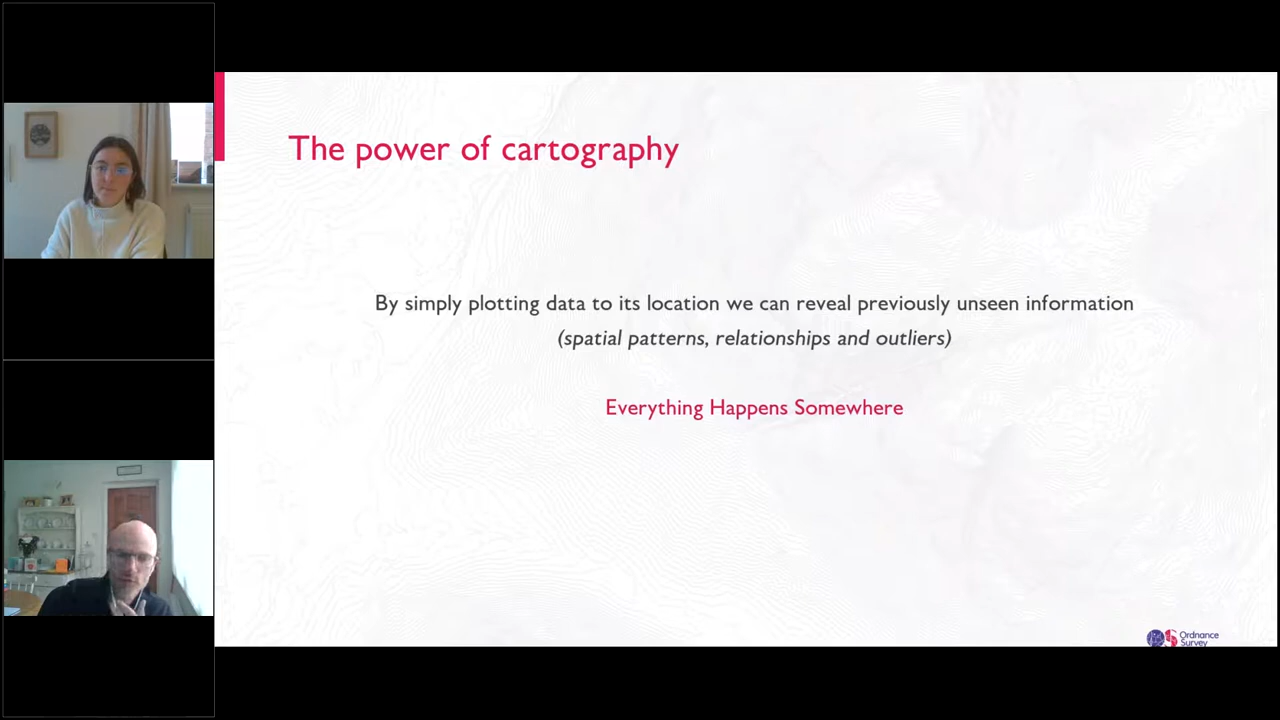 The power of cartography
By simply plotting data to its location we can reveal previously unseen information
(spatial patterns, relationships and outliers)
Everything Happens Somewhere
Ordnance
Survey